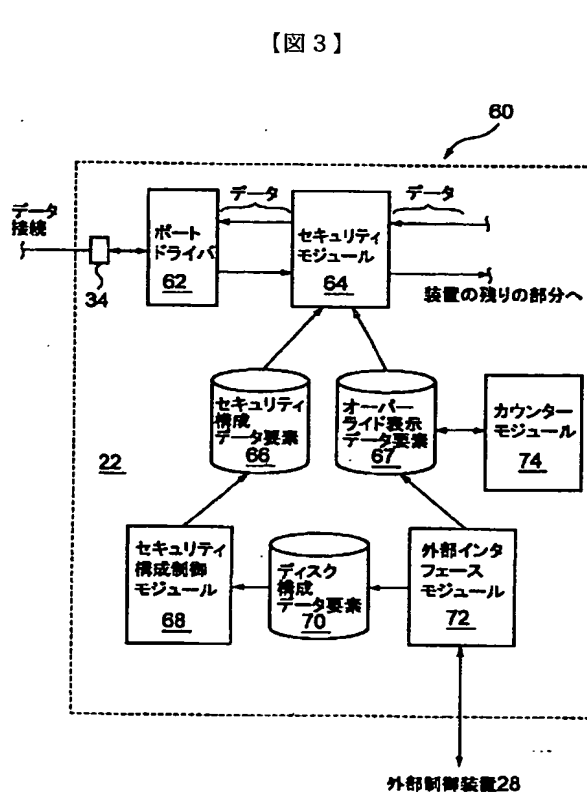 【図3】
60
データ
接続
34
ポート
ドライバ
62
データ
セキュリティ
モジュール
64
データ
装置の残りの部分へ
22
セキュリティ
構成
データ要素
66
オーバー
ライド表示
データ要素
67
カウンター
モジュール
74
セキュリティ
構成制御
モジュール
68
ディスク
構成
データ要素
70
外部インタ
フェース
モジュール
72
外部制御装置28